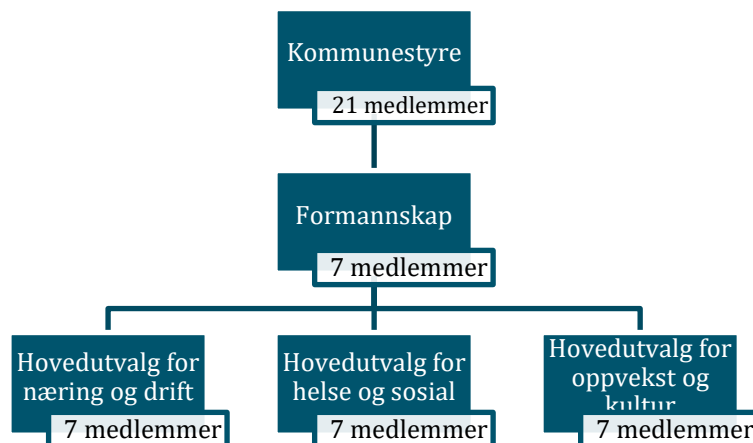 Kommunestyre
21 medlemmer
Formannskap
7 medlemmer
Hovedutvalg for
næring og drift
7 medlemmer
Hovedutvalg for
helse og sosial
7 medlemmer
Hovedutvalg for
oppvekst og
kultur
7 medlemmer